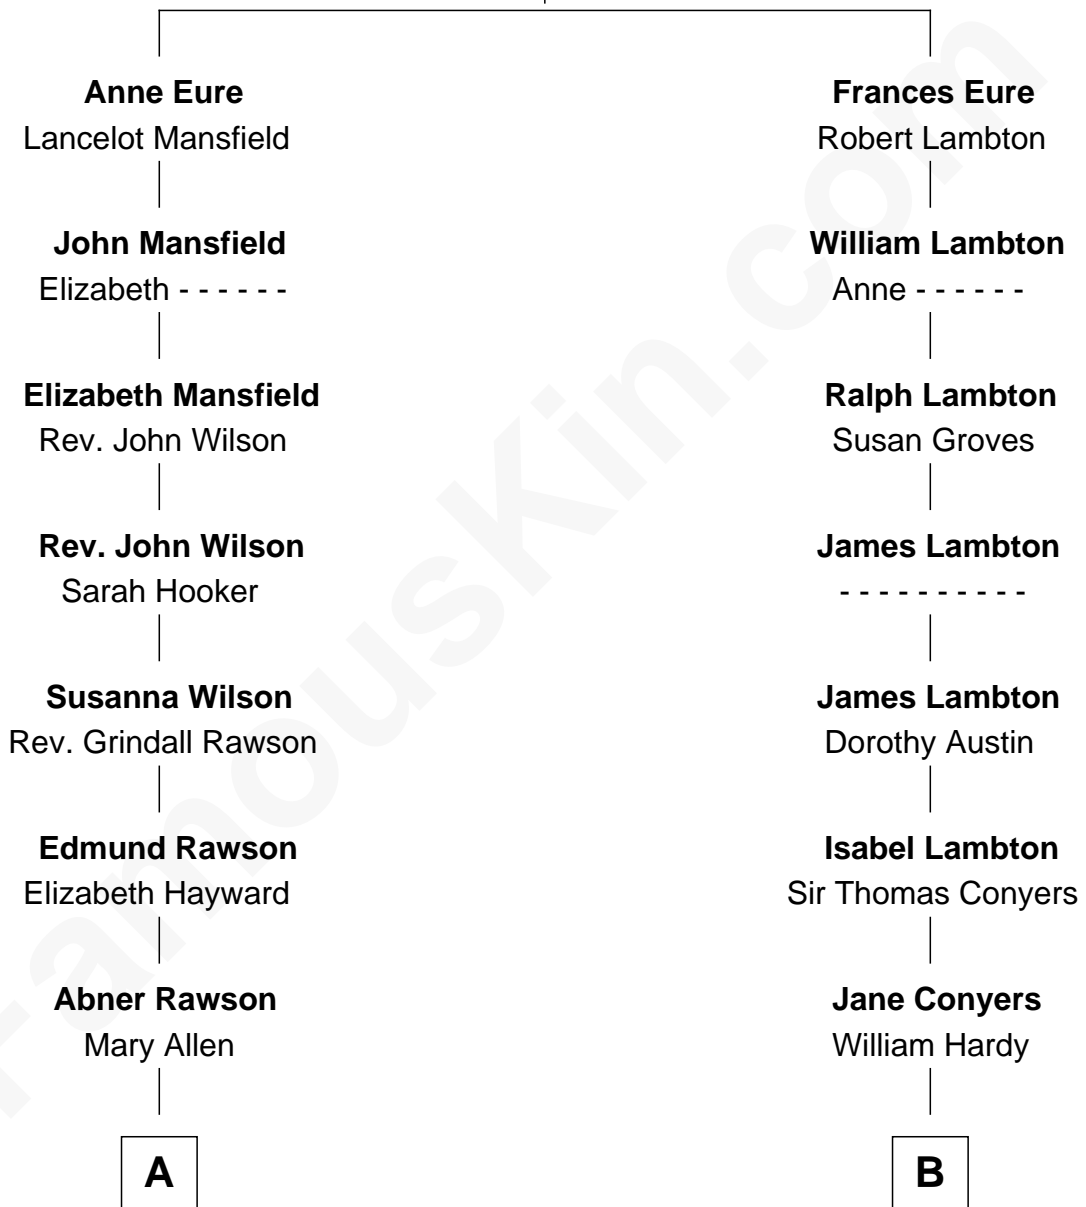 Anne Eure
Lancelot Mansfield
Frances Eure
Robert Lambton
John Mansfield
Elizabeth - - - - - -
William Lambton
Anne - - - - - -
Elizabeth Mansfield
Rev. John Wilson
Ralph Lambton
Susan Groves
Rev. John Wilson
Sarah Hooker
James Lambton
- - - - - - - - - -
Susanna Wilson
Rev. Grindall Rawson
James Lambton
Dorothy Austin
Edmund Rawson
Elizabeth Hayward
Isabel Lambton
Sir Thomas Conyers
Abner Rawson
Mary Allen
Jane Conyers
William Hardy
A
B
FamousKin.com